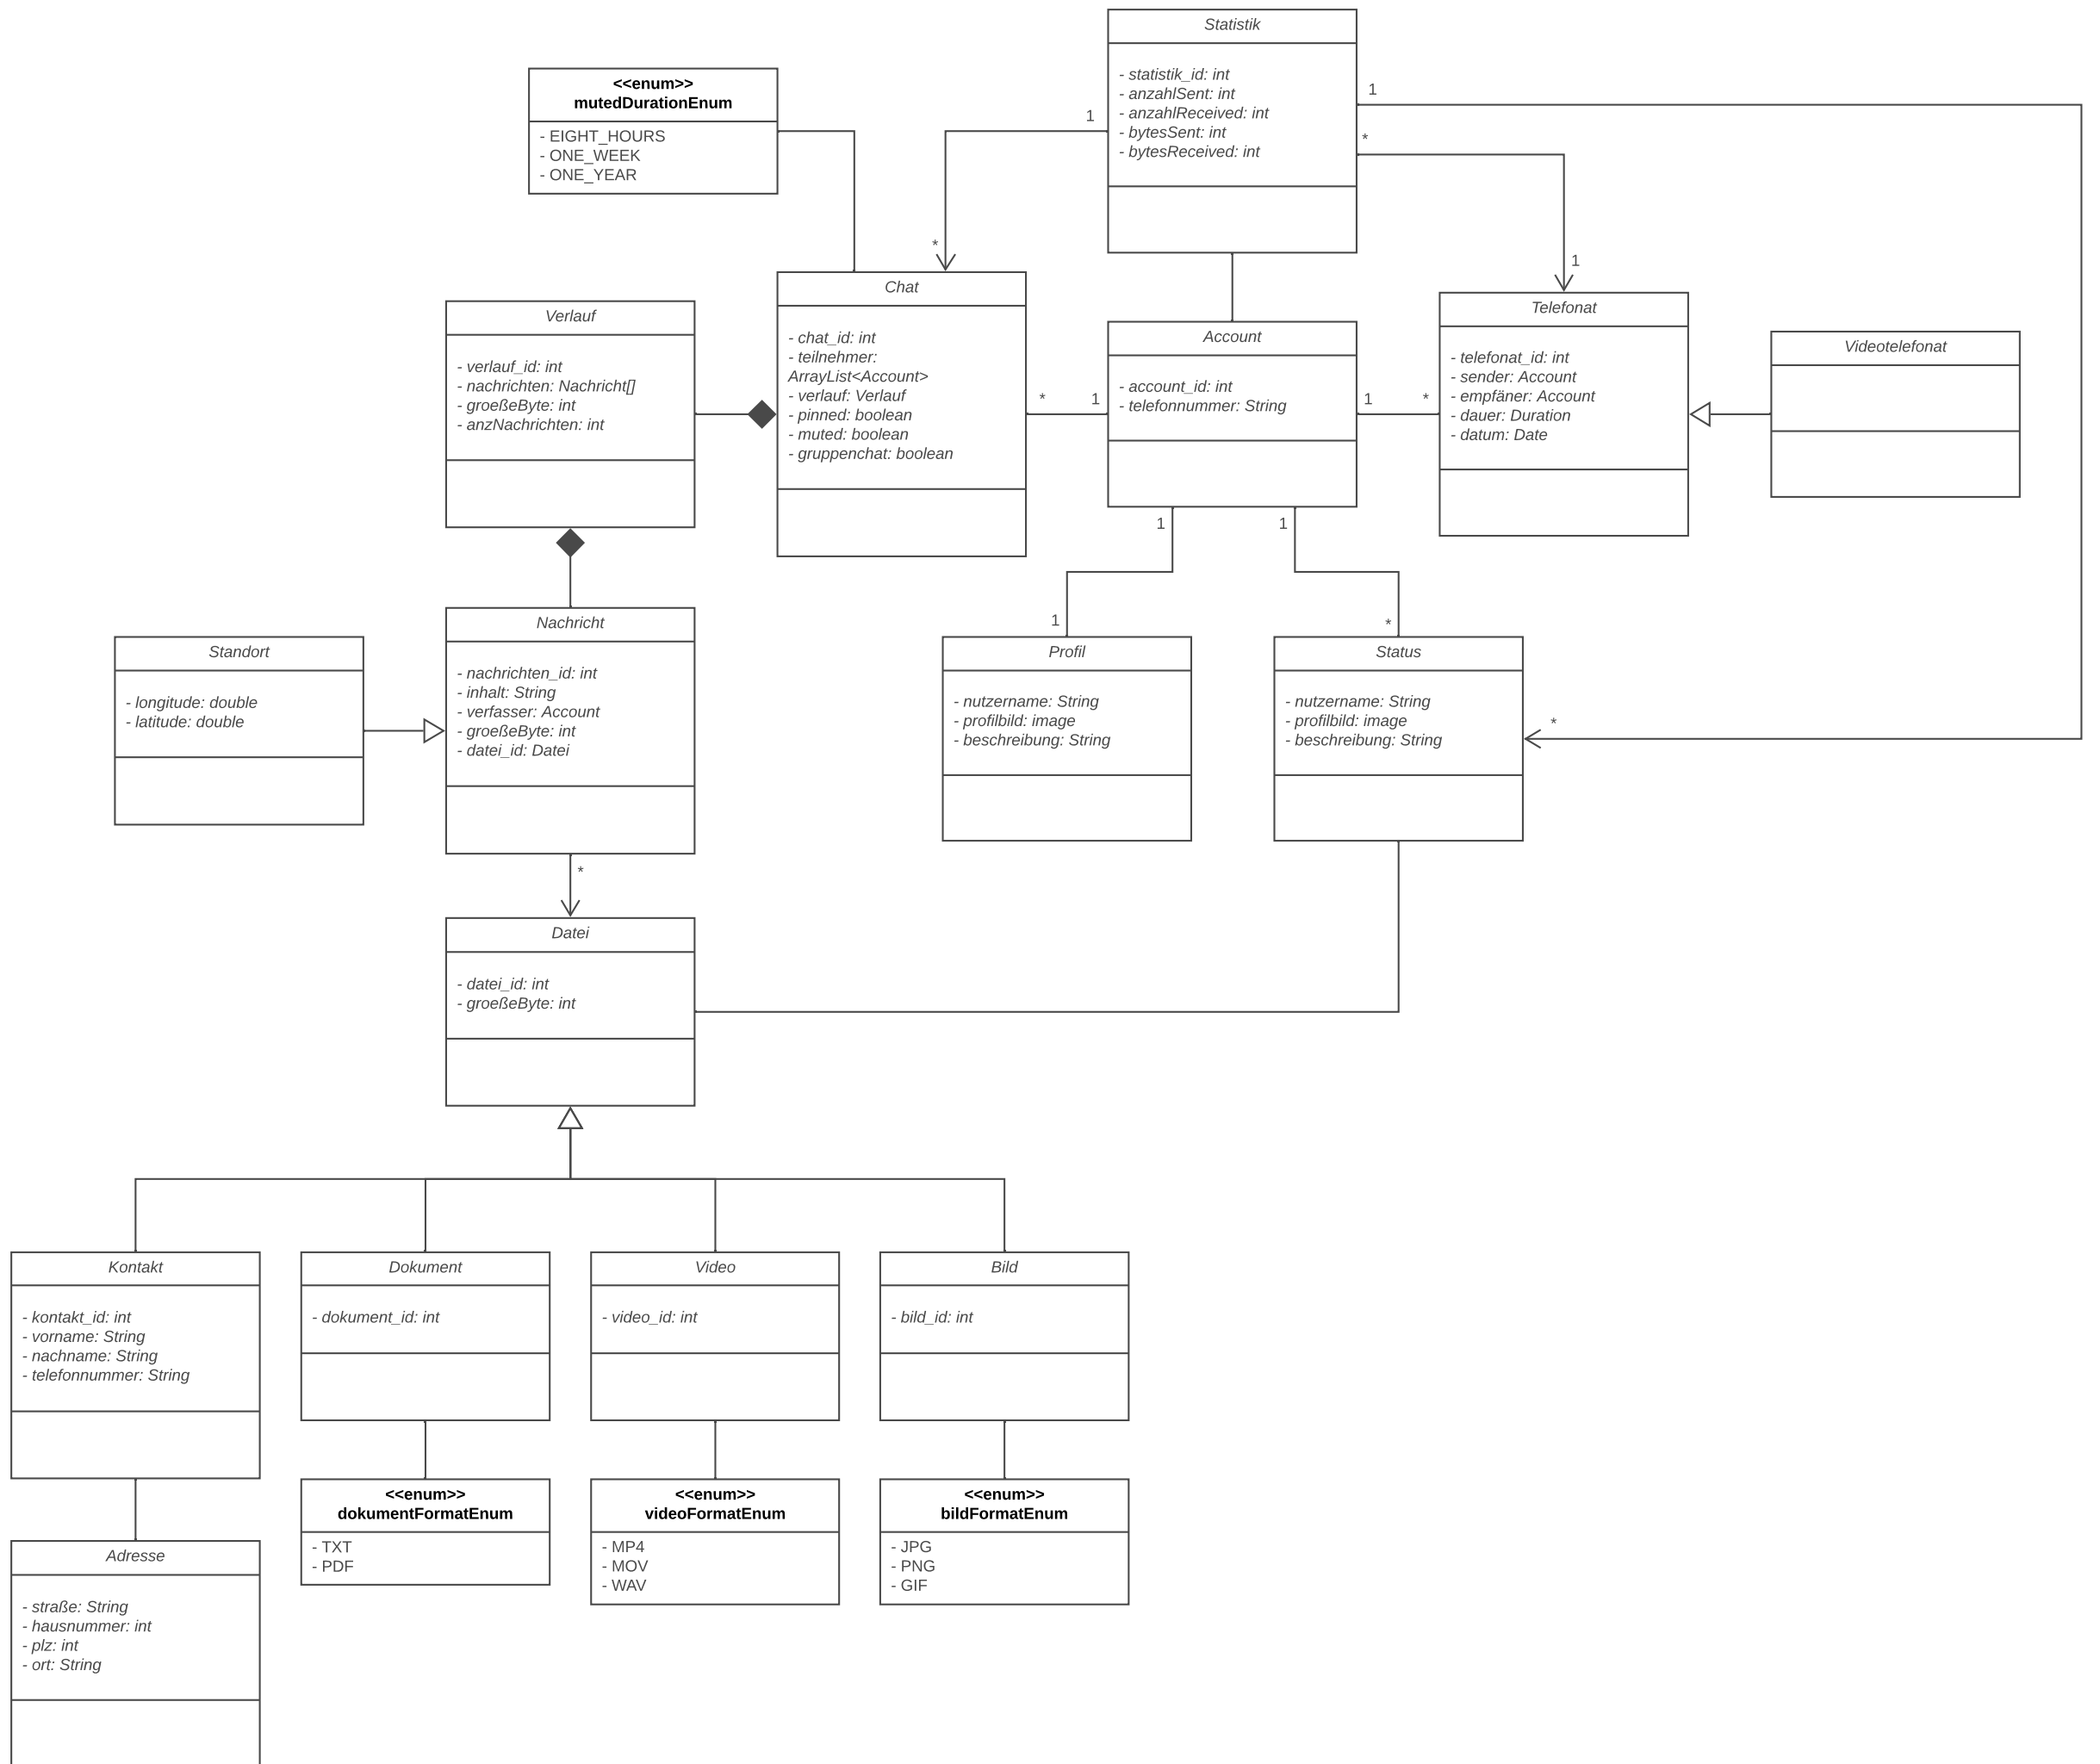 Statistik
- statistik_id: int
- anzahlSent: int
- anzahlReceived: int
- bytesSent: int
- bytesReceived: int
<<enum>>
mutedDurationEnum
- EIGHT_HOURS
- ONE_WEEK
- ONE_YEAR
1
1
*
*
1
Chat
- chat_id: int
- teilnehmer:
ArrayList<Account>
- verlauf: Verlauf
- pinned: boolean
- muted: boolean
- gruppenchat: boolean
Verlauf
- verlauf_id: int
- nachrichten: Nachricht[]
- groeßeByte: int
- anzNachrichten: int
Account
- account_id: int
- telefonnummer: String
Telefonat
- telefonat_id: int
- sender: Account
- empfäner: Account
- dauer: Duration
- datum: Date
Videotelefonat
*
1
1
*
1
1
1
*
Nachricht
- nachrichten_id: int
- inhalt: String
- verfasser: Account
- groeßeByte: int
- datei_id: Datei
Standort
- longitude: double
- latitude: double
Profil
- nutzername: String
- profilbild: image
- beschreibung: String
Status
- nutzername: String
- profilbild: image
- beschreibung: String
*
*
Datei
- datei_id: int
- groeßeByte: int
Kontakt
- kontakt_id: int
- vorname: String
- nachname: String
- telefonnummer: String
Dokument
- dokument_id: int
Video
- video_id: int
Bild
- bild_id: int
<<enum>>
dokumentFormatEnum
- TXT
- PDF
<<enum>>
videoFormatEnum
- MP4
- MOV
- WAV
<<enum>>
bildFormatEnum
- JPG
- PNG
- GIF
Adresse
- straße: String
- hausnummer: int
- plz: int
- ort: String